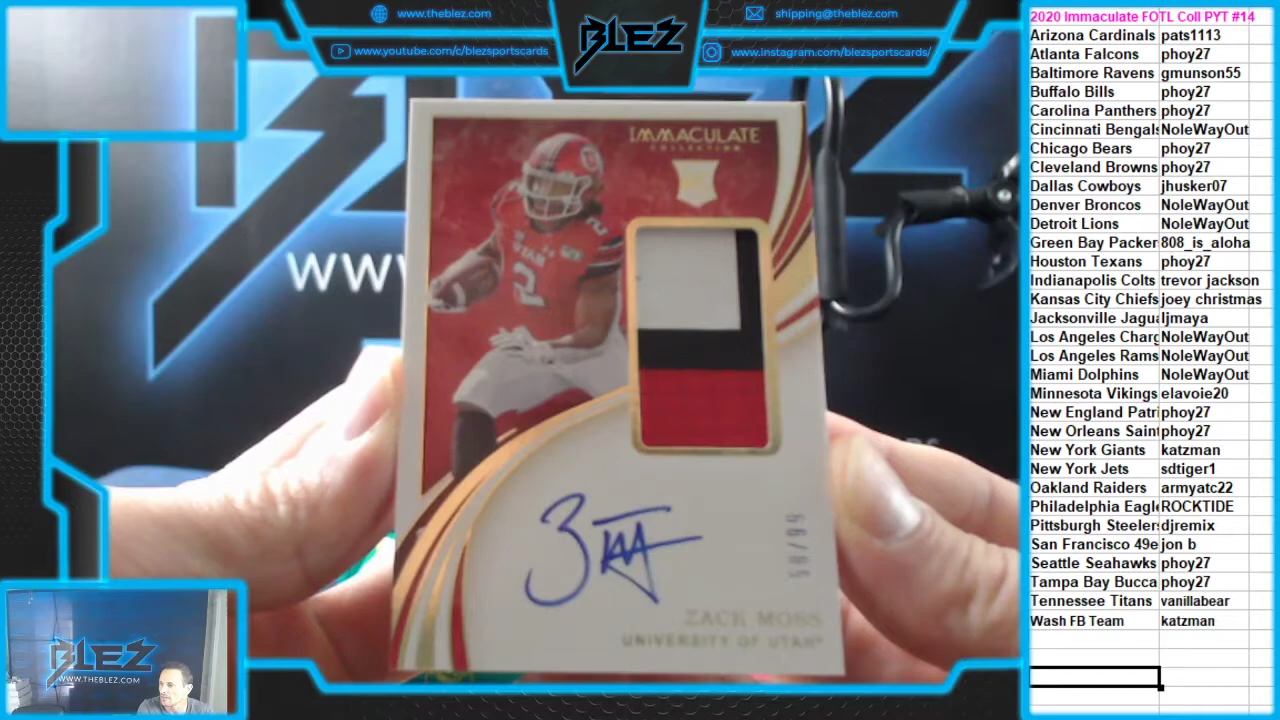 www.theblez.com
shipping@theblez.com
www.youtube.com/c/blezsportscards
www.instagram.com/blezsportscards/
BLEZ
IMMACULATE
COLLECTION
UTAH
2
2
WWW
58/99
ZACK MOSS
UNIVERSITY OF UTAH
BLEZ
WWW.THEBLEZ.COM
2020 Immaculate FOTL Coll PYT #14
Arizona Cardinals pats1113
Atlanta Falcons phoy27
Baltimore Ravens gmunson55
Buffalo Bills phoy27
Carolina Panthers phoy27
Cincinnati Bengals NoleWayOut
Chicago Bears phoy27
Cleveland Browns phoy27
Dallas Cowboys jhusker07
Denver Broncos NoleWayOut
Detroit Lions NoleWayOut
Green Bay Packer 808_is_aloha
Houston Texans phoy27
Indianapolis Colts trevor jackson
Kansas City Chiefs joey christmas
Jacksonville Jagua ljmaya
Los Angeles Charg NoleWayOut
Los Angeles Rams NoleWayOut
Miami Dolphins NoleWayOut
Minnesota Vikings elavoie20
New England Patri phoy27
New Orleans Saint phoy27
New York Giants katzman
New York Jets sdtiger1
Oakland Raiders armyatc22
Philadelphia Eagle ROCKTIDE
Pittsburgh Steelers djremix
San Francisco 49e jon b
Seattle Seahawks phoy27
Tampa Bay Bucca phoy27
Tennessee Titans vanillabear
Wash FB Team katzman